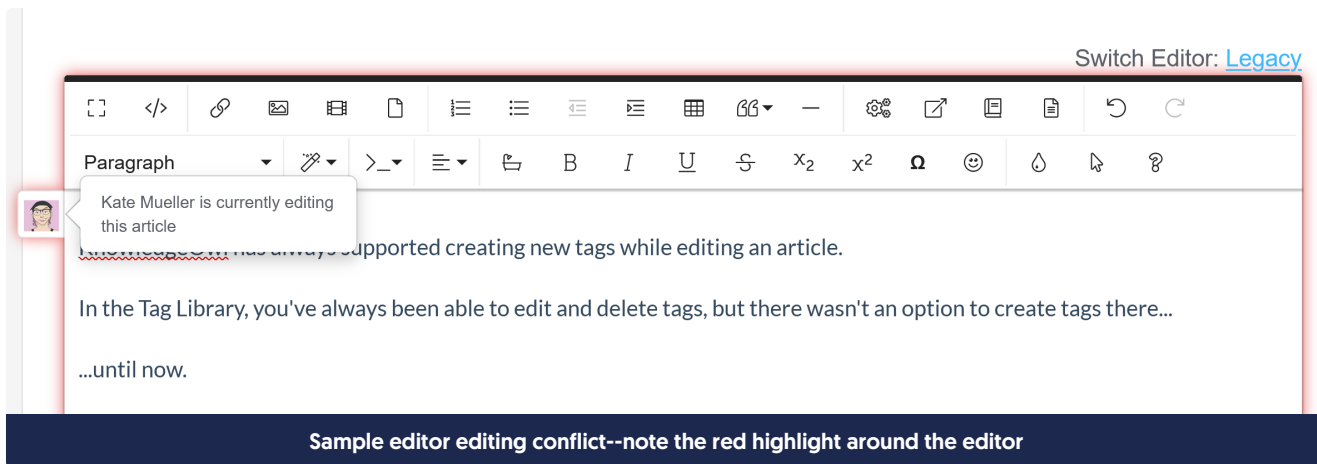 Switch Editor: Legacy
Paragraph
Kate Mueller is currently editing
this article
supported creating new tags while editing an article.
In the Tag Library, you've always been able to edit and delete tags, but there wasn't an option to create tags there...
...until now.
Sample editor editing conflict--note the red highlight around the editor